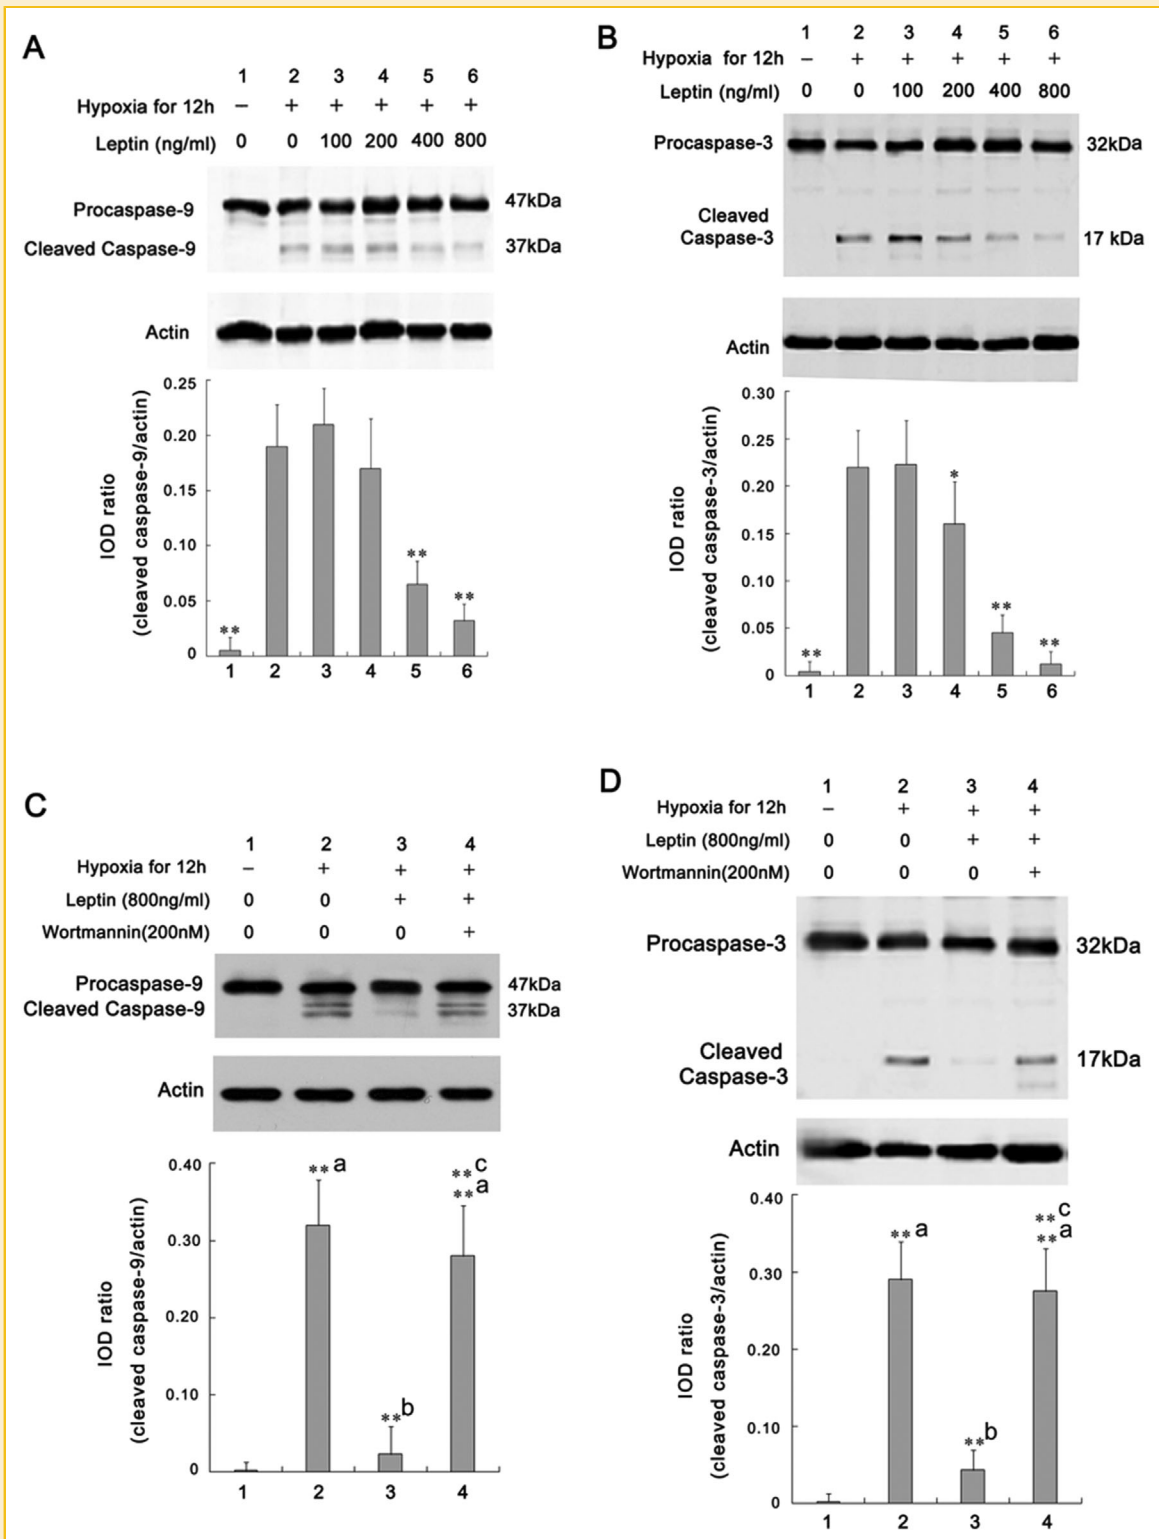 A
1 2 3 4 5 6
Hypoxia for 12h – + + + + +
Leptin (ng/ml) 0 0 100 200 400 800
Procaspase-9 47kDa
Cleaved Caspase-9 37kDa
Actin
IOD ratio
(cleaved caspase-9/actin)
0.25
0.20
0.15
0.10
0.05
0
** ** **
1 2 3 4 5 6
B
1 2 3 4 5 6
Hypoxia for 12h – + + + + +
Leptin (ng/ml) 0 0 100 200 400 800
Procaspase-3 32kDa
Cleaved
Caspase-3 17 kDa
Actin
IOD ratio
(cleaved caspase-3/actin)
0.30
0.25
0.20
0.15
0.10
0.05
0
** * ** **
1 2 3 4 5 6
C
1 2 3 4
Hypoxia for 12h – + + +
Leptin (800ng/ml) 0 0 + +
Wortmannin(200nM) 0 0 0 +
Procaspase-9 47kDa
Cleaved Caspase-9 37kDa
Actin
IOD ratio
(cleaved caspase-9/actin)
0.40
0.30
0.20
0.10
0
**a
**b
**c
**a
1 2 3 4
D
1 2 3 4
Hypoxia for 12h – + + +
Leptin (800ng/ml) 0 0 + +
Wortmannin(200nM) 0 0 0 +
Procaspase-3 32kDa
Cleaved
Caspase-3 17kDa
Actin
IOD ratio
(cleaved caspase-3/actin)
0.40
0.30
0.20
0.10
0
**a
**b
**c
**a
1 2 3 4